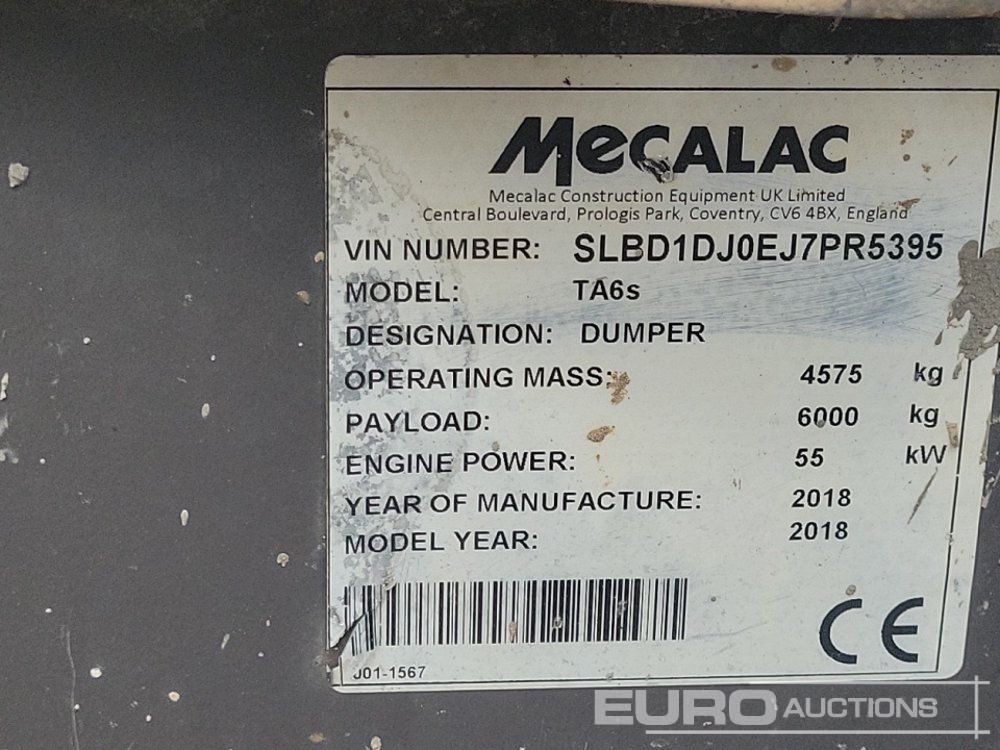 MeCALAC
Mecalac Construction Equipment UK Limited
Central Boulevard, Prologis Park, Coventry, CV6 4BX, England
VIN NUMBER: SLBD1DJ0EJ7PR5395
MODEL: TA6s
DESIGNATION: DUMPER
OPERATING MASS: 4575 kg
PAYLOAD: 6000 kg
ENGINE POWER: 55 kW
YEAR OF MANUFACTURE: 2018
MODEL YEAR: 2018
CE
J01-1567
EURO AUCTIONS